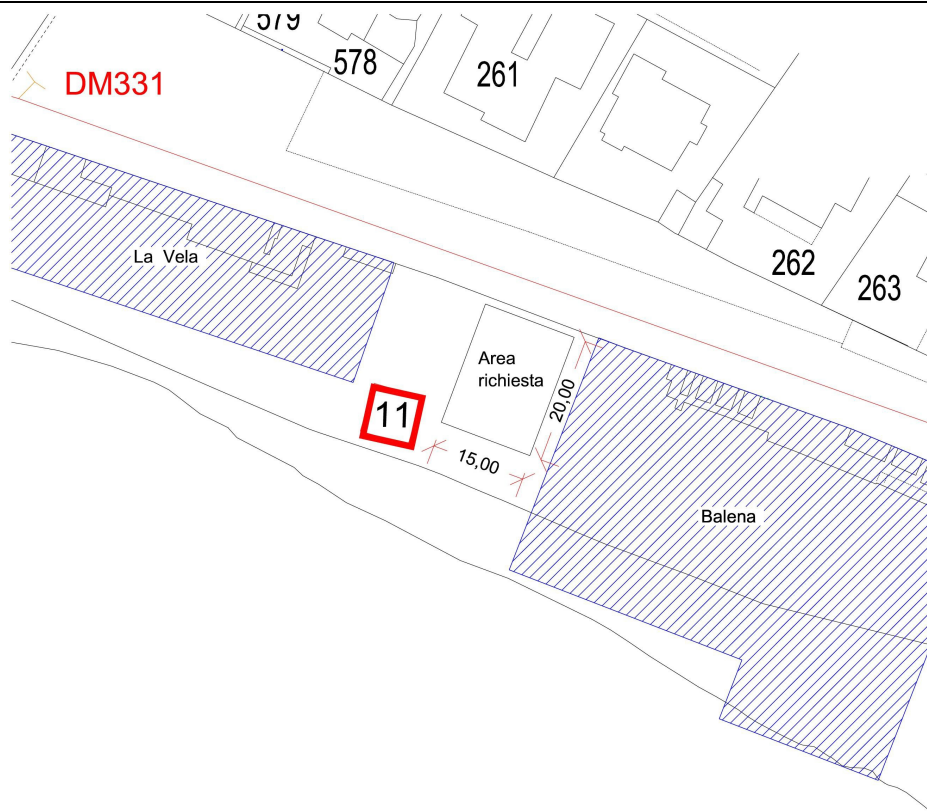 579
578
261
DM331
262
263
La Vela
Area
richiesta
20,00
11
15,00
Balena